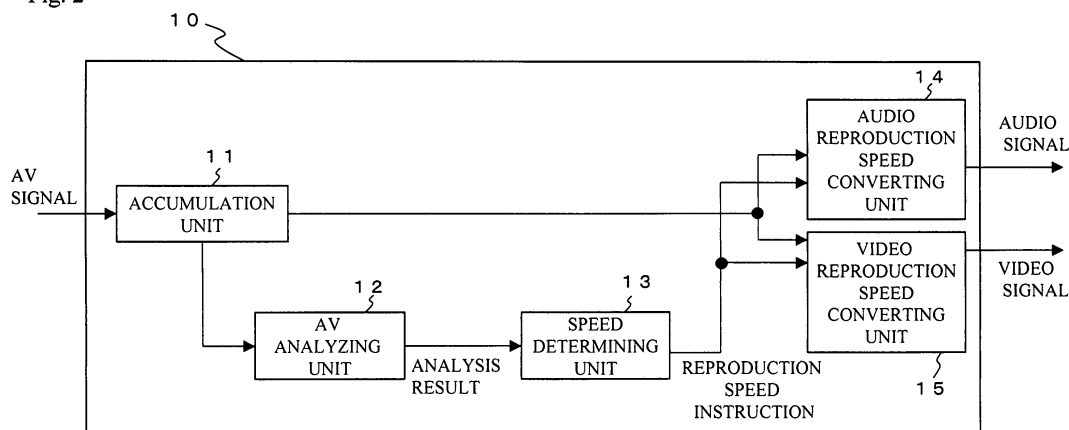 Fig. 2
10
14
AUDIO
REPRODUCTION
SPEED
CONVERTING
UNIT
AUDIO
SIGNAL
11
AV
SIGNAL
ACCUMULATION
UNIT
VIDEO
REPRODUCTION
SPEED
CONVERTING
UNIT
VIDEO
SIGNAL
12
AV
ANALYZING
UNIT
ANALYSIS
RESULT
13
SPEED
DETERMINING
UNIT
REPRODUCTION
SPEED
INSTRUCTION
15